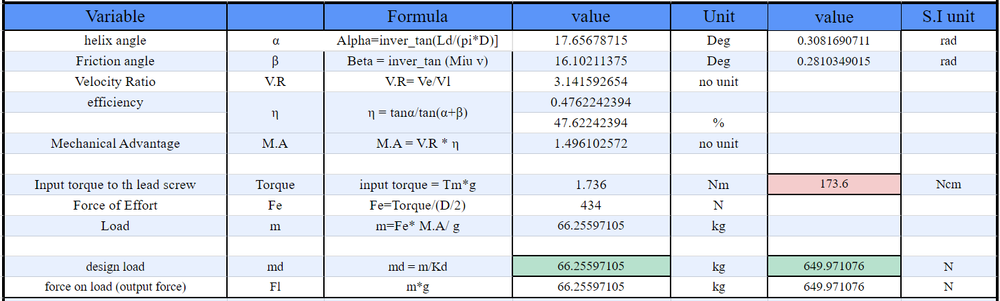 Variable Formula value Unit value S.I unit
helix angle α Alpha=inver_tan(Ld/(pi*D)] 17.65678715 Deg 0.3081690711 rad
Friction angle β Beta = inver_tan (Miu v) 16.10211375 Deg 0.2810349015 rad
Velocity Ratio V.R V.R= Ve/Vl 3.141592654 no unit
efficiency η η = tanα/tan(α+β) 0.4762242394
47.62242394 %
Mechanical Advantage M.A M.A = V.R * η 1.496102572 no unit
Input torque to th lead screw Torque input torque = Tm*g 1.736 Nm 173.6 Ncm
Force of Effort Fe Fe=Torque/(D/2) 434 N
Load m m=Fe* M.A/ g 66.25597105 kg
design load md md = m/Kd 66.25597105 kg 649.971076 N
force on load (output force) Fl m*g 66.25597105 kg 649.971076 N